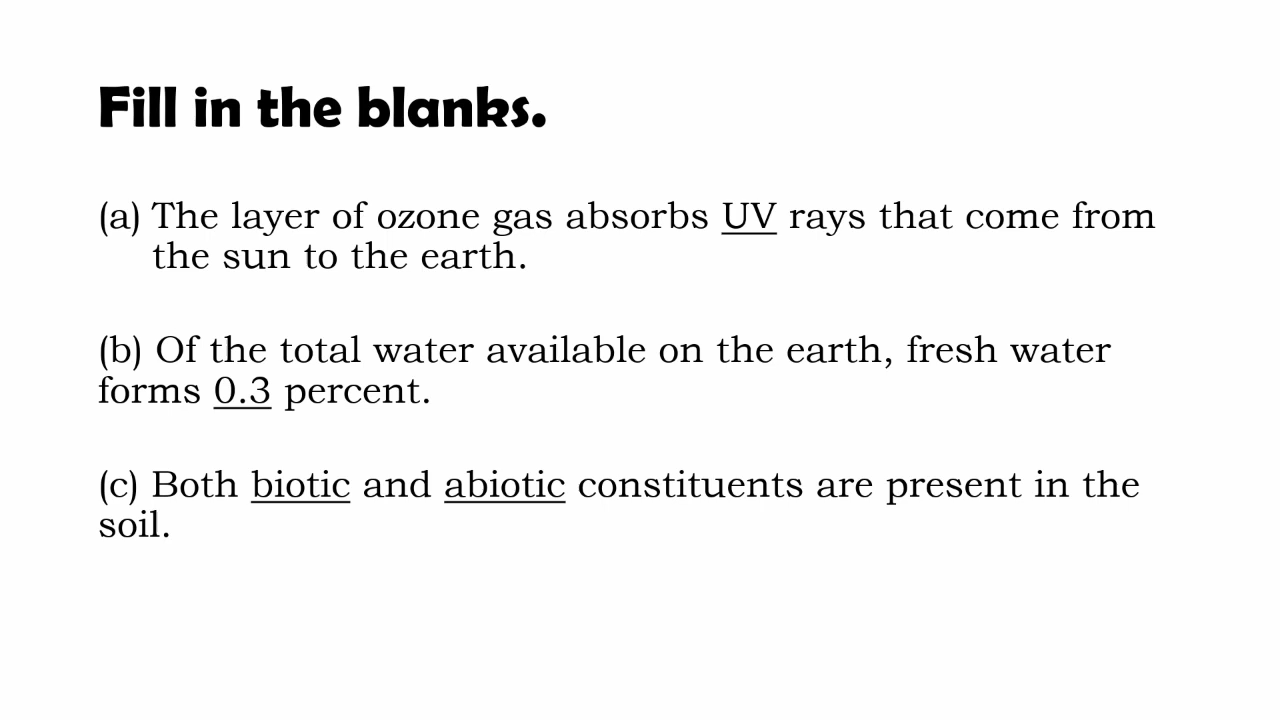 Fill in the blanks.
(a) The layer of ozone gas absorbs UV rays that come from
the sun to the earth.
(b) Of the total water available on the earth, fresh water
forms 0.3 percent.
(c) Both biotic and abiotic constituents are present in the
soil.